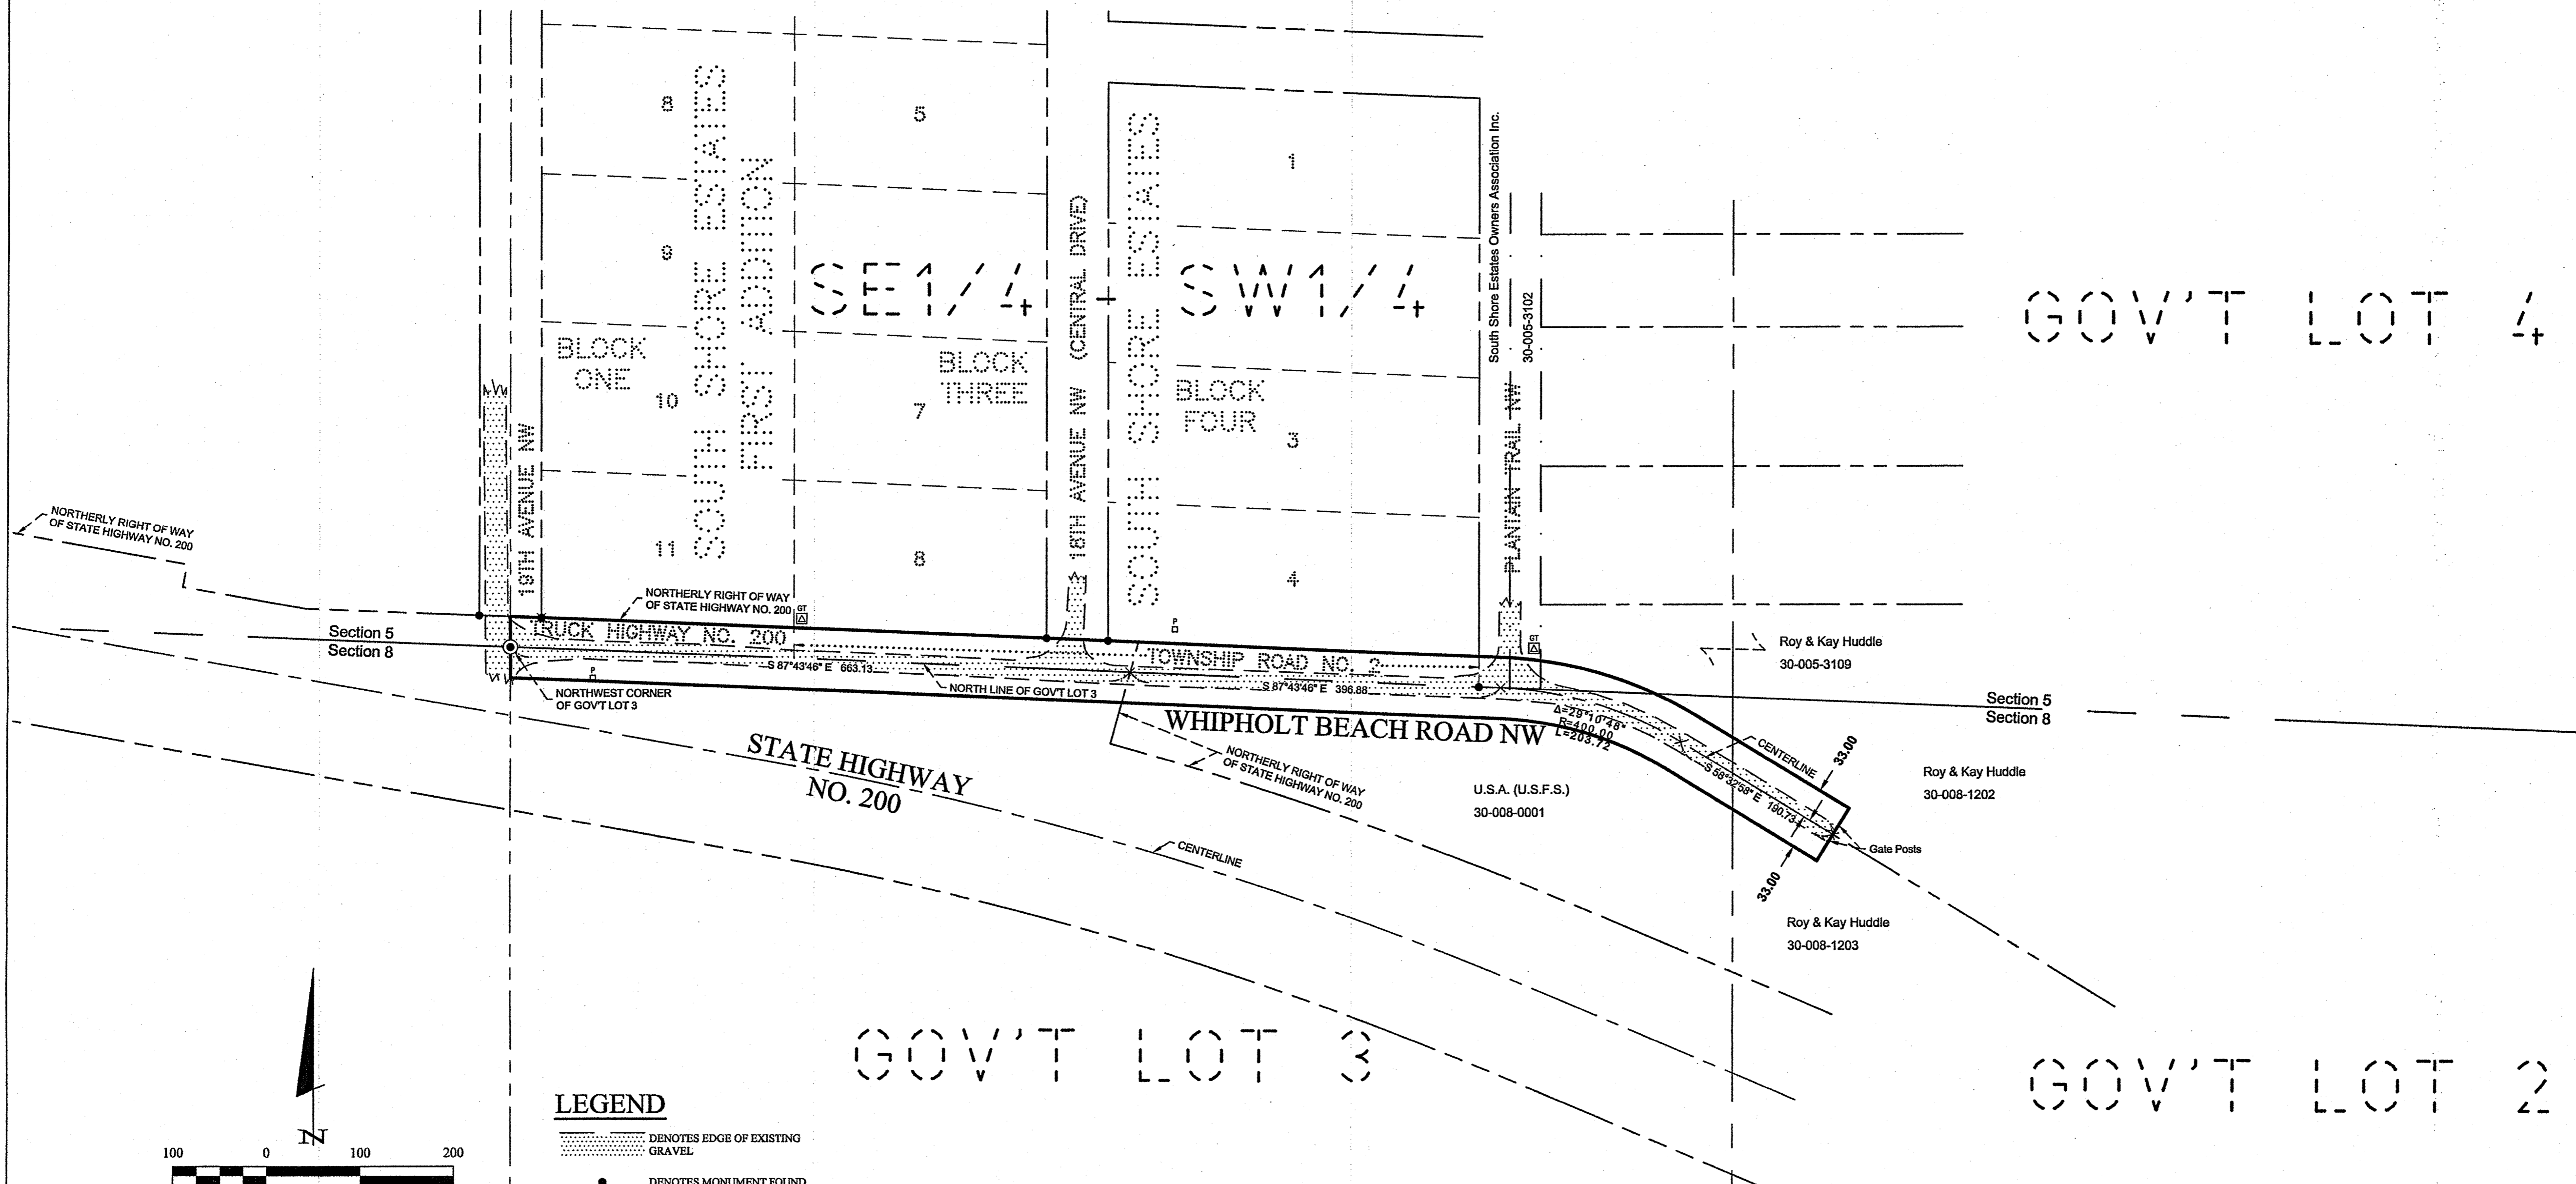 8
5
1
9
10
7
3
11
8
4
SOUTH SHORE ESTATES
FIRST ADDITION
SE1/4 - SW1/4
SOUTH SHORE ESTATES
BLOCK
ONE
BLOCK
THREE
BLOCK
FOUR
19TH AVENUE NW
18TH AVENUE NW (CENTRAL DRIVE)
South Shore Estates Owners Association Inc.
30-005-3102
PLANTAIN TRAIL NW
GOV'T LOT 4
NORTHERLY RIGHT OF WAY
OF STATE HIGHWAY NO. 200
NORTHERLY RIGHT OF WAY
OF STATE HIGHWAY NO. 200
GT
P
GT
Section 5
Section 8
TRUCK HIGHWAY NO. 200
TOWNSHIP ROAD NO. 2
S 87°43'46" E 663.13
S 87°43'46" E 396.88
P
NORTHWEST CORNER
OF GOV'T LOT 3
NORTH LINE OF GOV'T LOT 3
Roy & Kay Huddle
30-005-3109
Section 5
Section 8
WHIPHOLT BEACH ROAD NW
Δ=29°10'48"
R=400.00
L=203.72
STATE HIGHWAY
NO. 200
NORTHERLY RIGHT OF WAY
OF STATE HIGHWAY NO. 200
CENTERLINE
33.00
S 58°32'58" E 190.73
U.S.A. (U.S.F.S.)
30-008-0001
Roy & Kay Huddle
30-008-1202
Gate Posts
33.00
CENTERLINE
Roy & Kay Huddle
30-008-1203
GOV'T LOT 3
GOV'T LOT 2
N
100 0 100 200
LEGEND
DENOTES EDGE OF EXISTING
GRAVEL
DENOTES MONUMENT FOUND